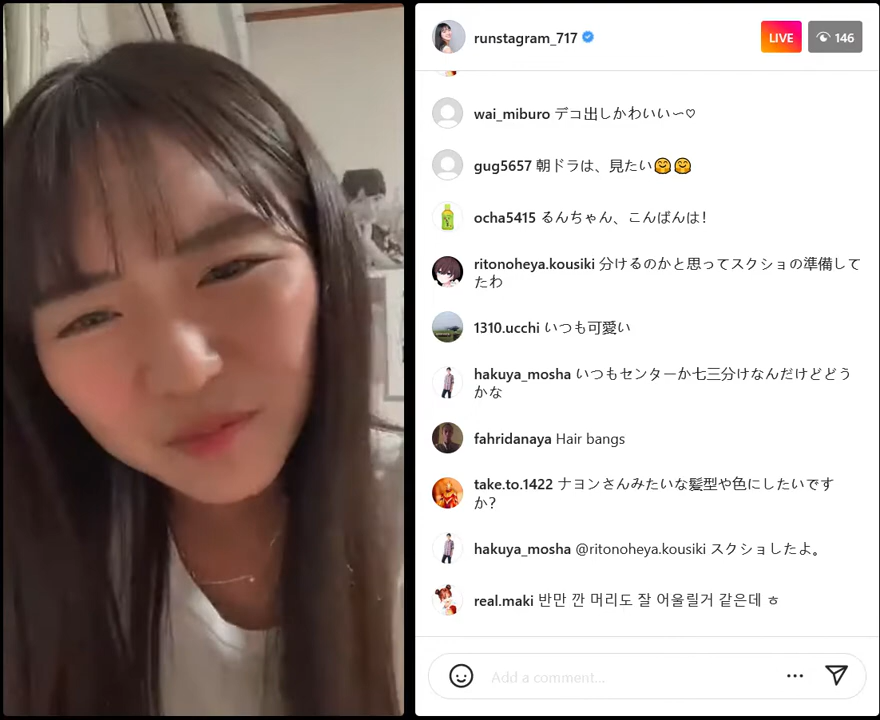 runstagram_717
LIVE
146
wai_miburo デコ出しかわいいー♡
gug5657 朝ドラは、見たい🤗🤗
ocha5415 るんちゃん、こんばんは！
ritonoheya.kousiki 分けるのかと思ってスクショの準備して
たわ
1310.ucchi いつも可愛い
hakuya_mosha いつもセンターか七三分けなんだけどどう
かな
fahridanaya Hair bangs
take.to.1422 ナヨンさんみたいな髪型や色にしたいです
か？
hakuya_mosha @ritonoheya.kousiki スクショしたよ。
real.maki 반만 깐 머리도 잘 어울릴거 같은데 ㅎ
Add a comment...